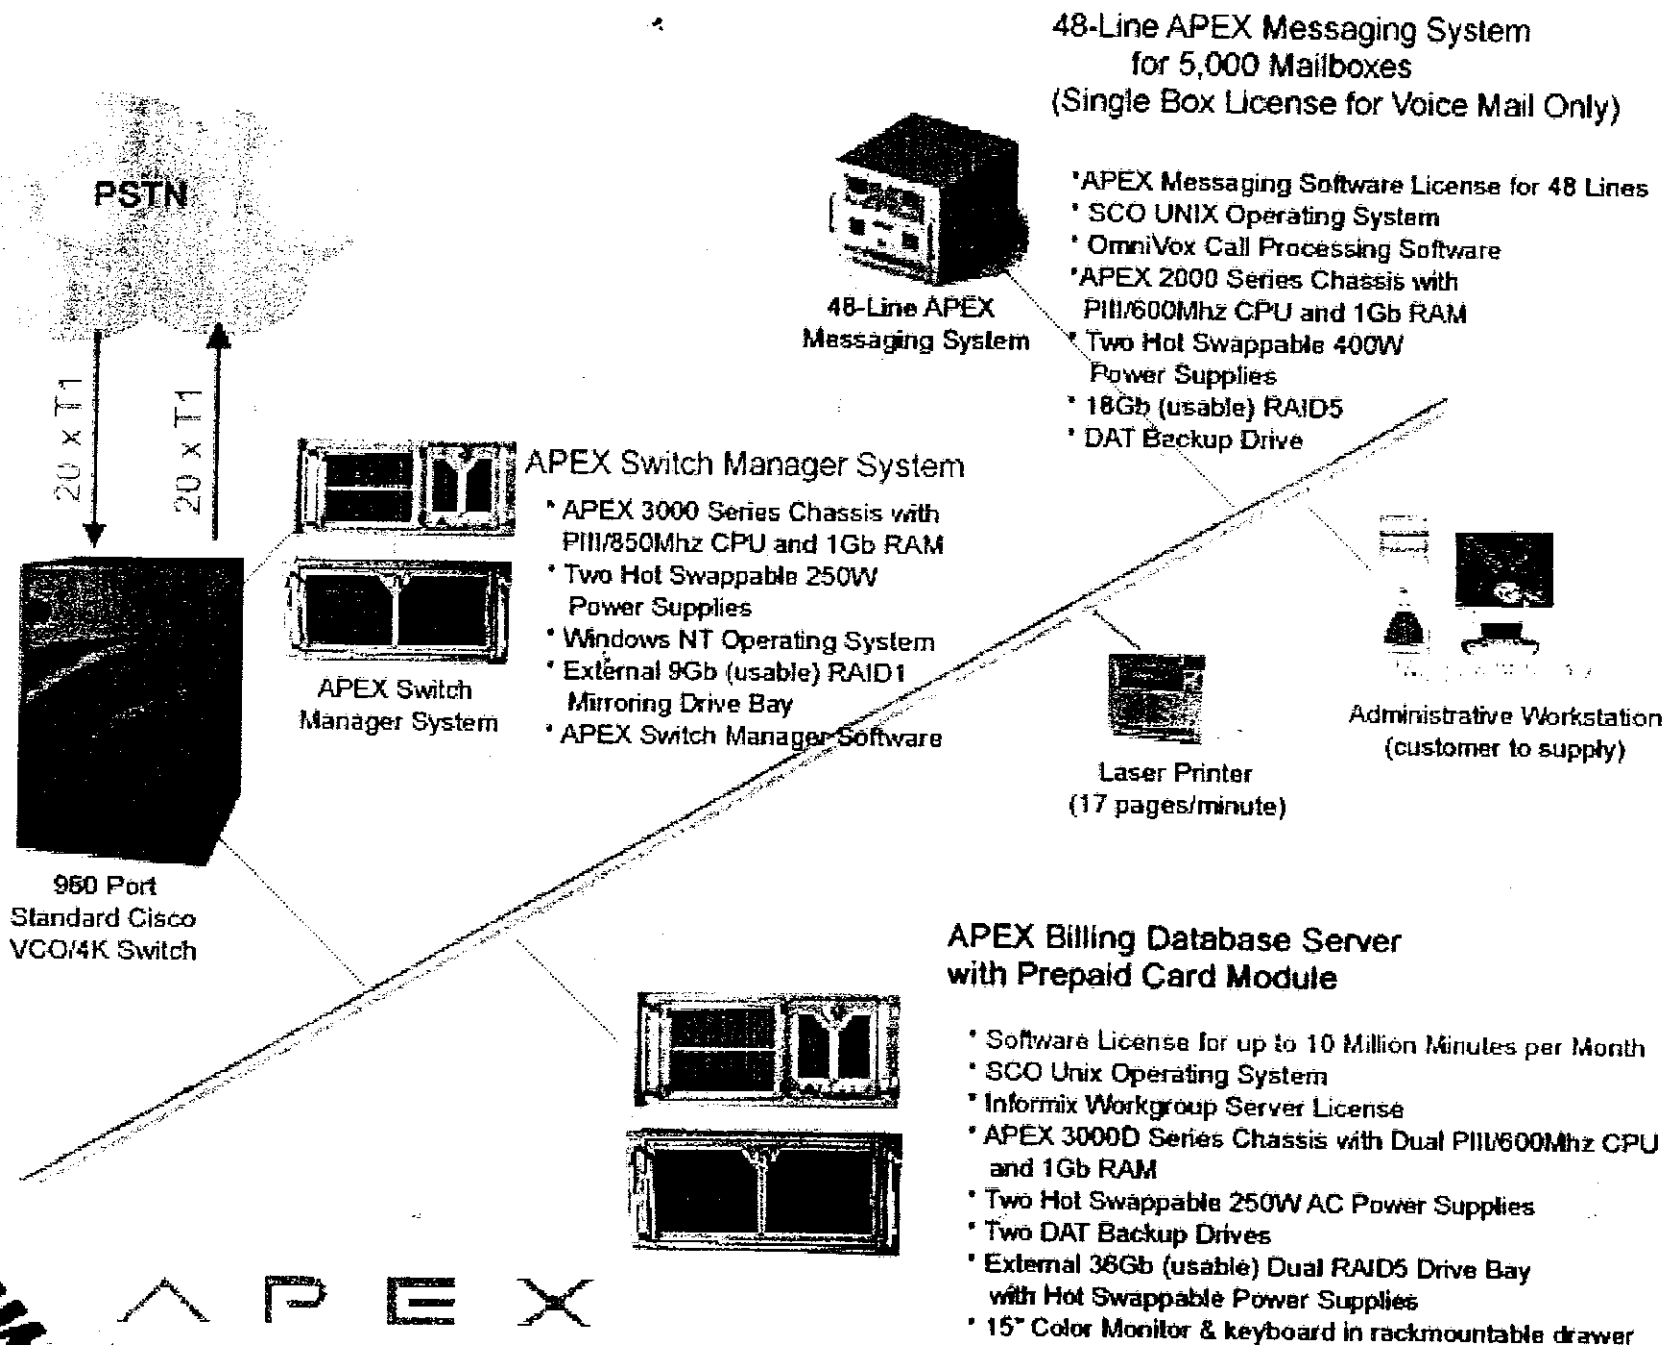 48-Line APEX Messaging System
for 5,000 Mailboxes
(Single Box License for Voice Mail Only)
PSTN
*APEX Messaging Software License for 48 Lines
* SCO UNIX Operating System
* OmniVox Call Processing Software
*APEX 2000 Series Chassis with
PIII/600Mhz CPU and 1Gb RAM
* Two Hot Swappable 400W
Power Supplies
* 18Gb (usable) RAID5
* DAT Backup Drive
48-Line APEX
Messaging System
20 x T1
20 x T1
APEX Switch Manager System
* APEX 3000 Series Chassis with
PIII/850Mhz CPU and 1Gb RAM
* Two Hot Swappable 250W
Power Supplies
* Windows NT Operating System
* External 9Gb (usable) RAID1
Mirroring Drive Bay
* APEX Switch Manager Software
APEX Switch
Manager System
Administrative Workstation
(customer to supply)
Laser Printer
(17 pages/minute)
960 Port
Standard Cisco
VCO/4K Switch
APEX Billing Database Server
with Prepaid Card Module
* Software License for up to 10 Million Minutes per Month
* SCO Unix Operating System
* Informix Workgroup Server License
* APEX 3000D Series Chassis with Dual PIII/600Mhz CPU
and 1Gb RAM
* Two Hot Swappable 250W AC Power Supplies
* Two DAT Backup Drives
* External 36Gb (usable) Dual RAID5 Drive Bay
with Hot Swappable Power Supplies
* 15" Color Monitor & keyboard in rackmountable drawer
APEX